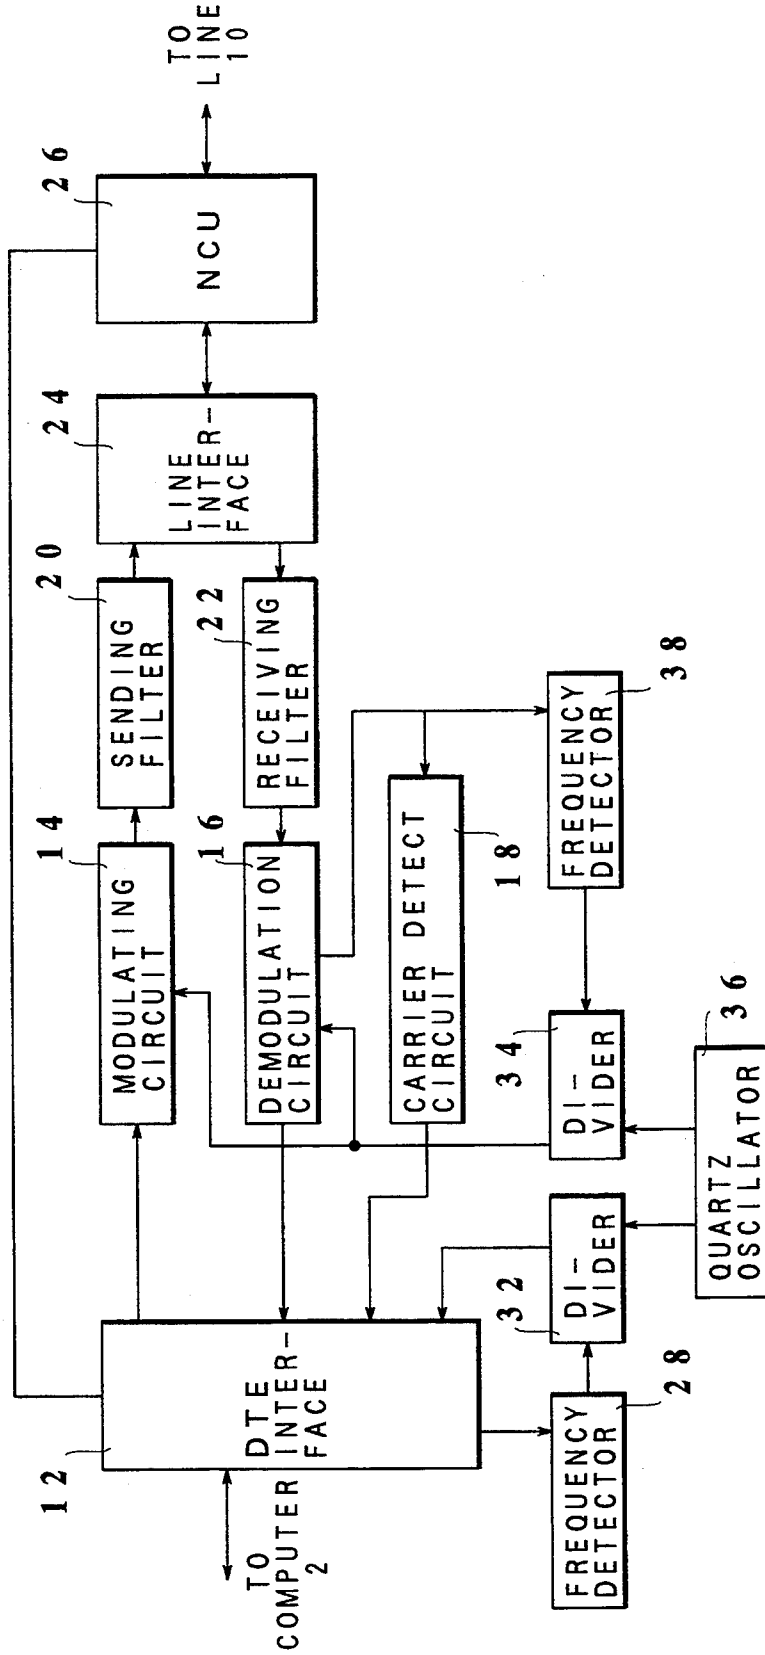 TO
COMPUTER
2
12
DTE
INTER-
FACE
14
MODULATING
CIRCUIT
20
SENDING
FILTER
24
LINE
INTER-
FACE
26
NCU
TO
LINE
10
16
DEMODULATION
CIRCUIT
22
RECEIVING
FILTER
CARRIER DETECT
CIRCUIT
18
32
DI-
VIDER
34
DI-
VIDER
FREQUENCY
DETECTOR
38
FREQUENCY
DETECTOR
28
QUARTZ
OSCILLATOR
36